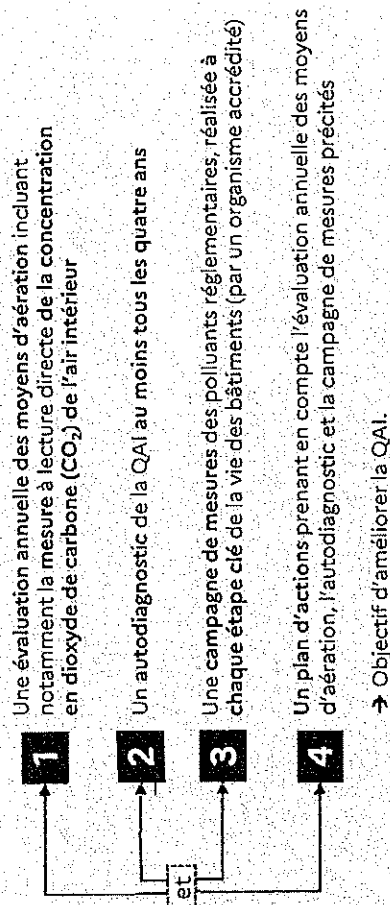 1
Une évaluation annuelle des moyens d'aération incluant
notamment la mesure à lecture directe de la concentration
en dioxyde de carbone (CO₂) de l'air intérieur
2
Un autodiagnostic de la QAI au moins tous les quatre ans
et
3
Une campagne de mesures des polluants réglementaires, réalisée à
chaque étape clé de la vie des bâtiments (par un organisme accrédité)
4
Un plan d'actions prenant en compte l'évaluation annuelle des moyens
d'aération, l'autodiagnostic et la campagne de mesures précités
→ Objectif d'améliorer la QAI.